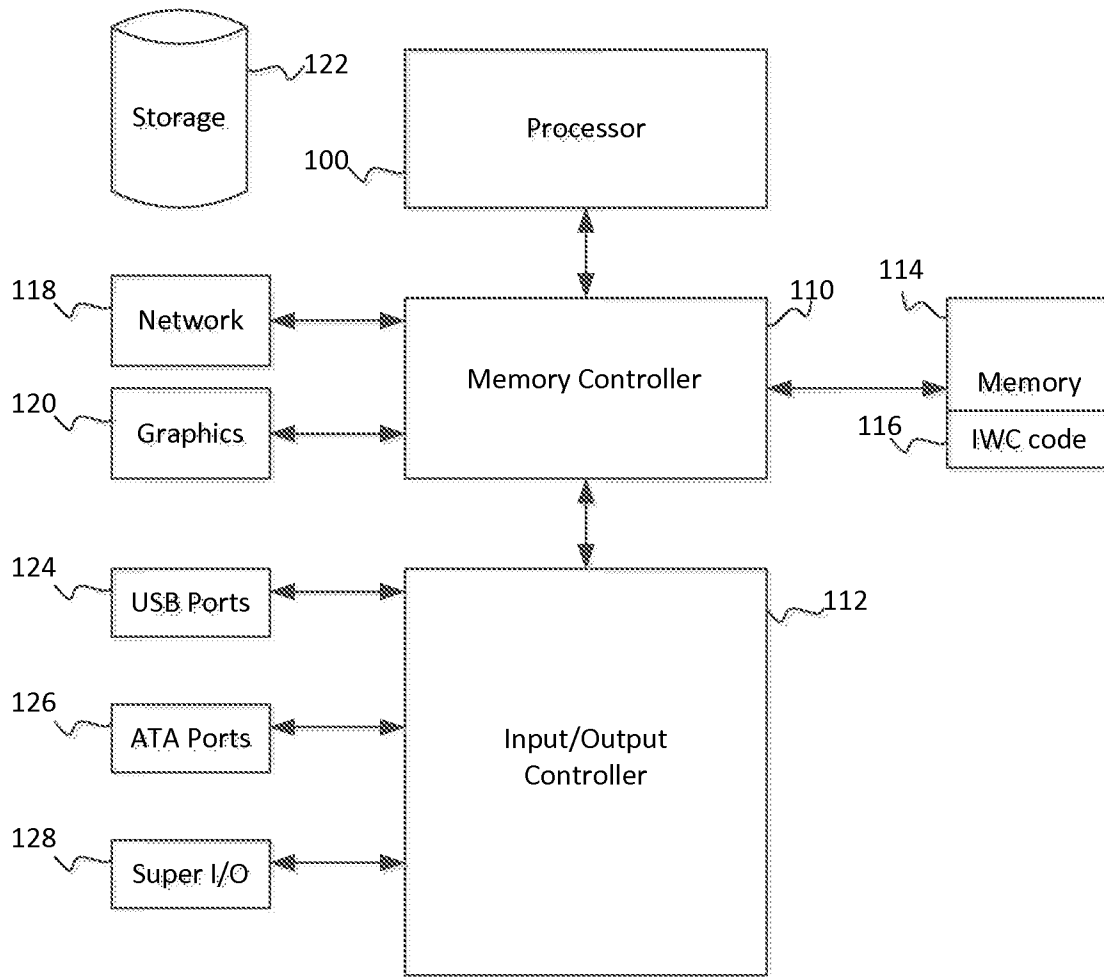 122
Storage
Processor
100
118
Network
110
114
Memory Controller
Memory
120
Graphics
116
IWC code
124
USB Ports
112
126
ATA Ports
Input/Output
Controller
128
Super I/O